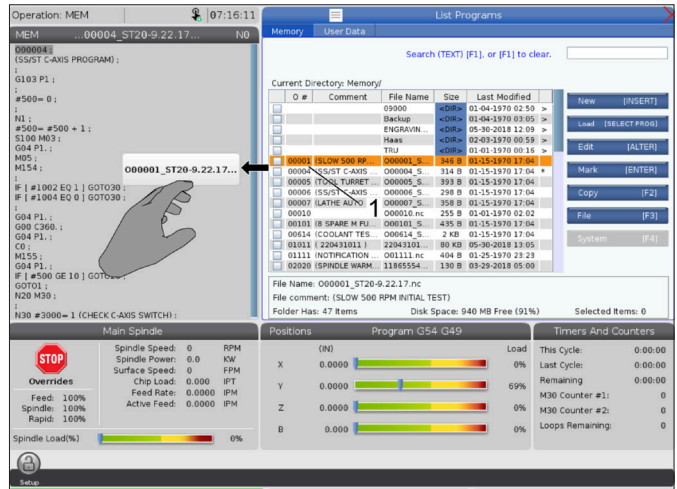 Operation: MEM
07:16:11
MEM ...00004_ST20-9.22.17... N0
O00004 ;
(SS/ST C-AXIS PROGRAM) ;
;
G103 P1 ;
;
#500= 0 ;
;
N1 ;
#500= #500 + 1 ;
S100 M03 ;
G04 P1. ;
M05 ;
M154 ;
;
IF [ #1002 EQ 1 ] GOTO30 ;
IF [ #1004 EQ 0 ] GOTO30 ;
;
G04 P1. ;
G00 C360. ;
G04 P1. ;
C0 ;
M155 ;
G04 P1. ;
IF [ #500 GE 10 ]
GOTO1 ;
N20 M30 ;
;
N30 #3000= 1 (CHECK C-AXIS SWITCH) ;
O00001_ST20-9.22.17...
1
List Programs
Memory User Data
Search (TEXT) [F1], or [F1] to clear.
Current Directory: Memory/
O # Comment File Name Size Last Modified
09000 <DIR> 01-04-1970 02:50 >
Backup <DIR> 01-04-1970 03:05 >
ENGRAVIN... <DIR> 05-30-2018 12:09 >
Haas <DIR> 02-03-1970 00:59 >
TRU <DIR> 01-01-1970 00:16 >
00001 (SLOW 500 RP... O00001_S... 346 B 01-15-1970 17:04
00004 (SS/ST C-AXIS ... O00004_S... 314 B 01-15-1970 17:04 *
00005 (TOOL TURRET ... O00005_S... 393 B 01-15-1970 17:04
00006 (SS/ST C-AXIS ... O00006_S... 298 B 01-15-1970 17:04
00007 (LATHE AUTO O00007_S... 358 B 01-15-1970 17:04
00010 O00010.nc 255 B 01-01-1970 02:02
00101 (8 SPARE M FU... O00101_S... 435 B 01-15-1970 17:04
00614 (COOLANT TES... O00614_S... 2 KB 01-15-1970 17:04
01011 ( 220431011 ) 22043101... 80 KB 05-30-2018 13:05
01111 (NOTIFICATION ... O01111.nc 404 B 01-25-1970 23:23
02020 (SPINDLE WARM... 11865554... 130 B 03-29-2018 05:00
New [INSERT]
Load [SELECT PROG]
Edit [ALTER]
Mark [ENTER]
Copy [F2]
File [F3]
System [F4]
File Name: O00001_ST20-9.22.17.nc
File comment: (SLOW 500 RPM INITIAL TEST)
Folder Has: 47 Items Disk Space: 940 MB Free (91%) Selected Items: 0
Main Spindle
STOP
Overrides
Feed: 100%
Spindle: 100%
Rapid: 100%
Spindle Speed: 0 RPM
Spindle Power: 0.0 KW
Surface Speed: 0 FPM
Chip Load: 0.000 IPT
Feed Rate: 0.0000 IPM
Active Feed: 0.0000 IPM
Spindle Load(%) 0%
Positions Program G54 G49
(IN) Load
X 0.0000 0%
Y 0.0000 69%
Z 0.0000 0%
B 0.000 0%
Timers And Counters
This Cycle: 0:00:00
Last Cycle: 0:00:00
Remaining 0:00:00
M30 Counter #1: 0
M30 Counter #2: 0
Loops Remaining: 0
Setup